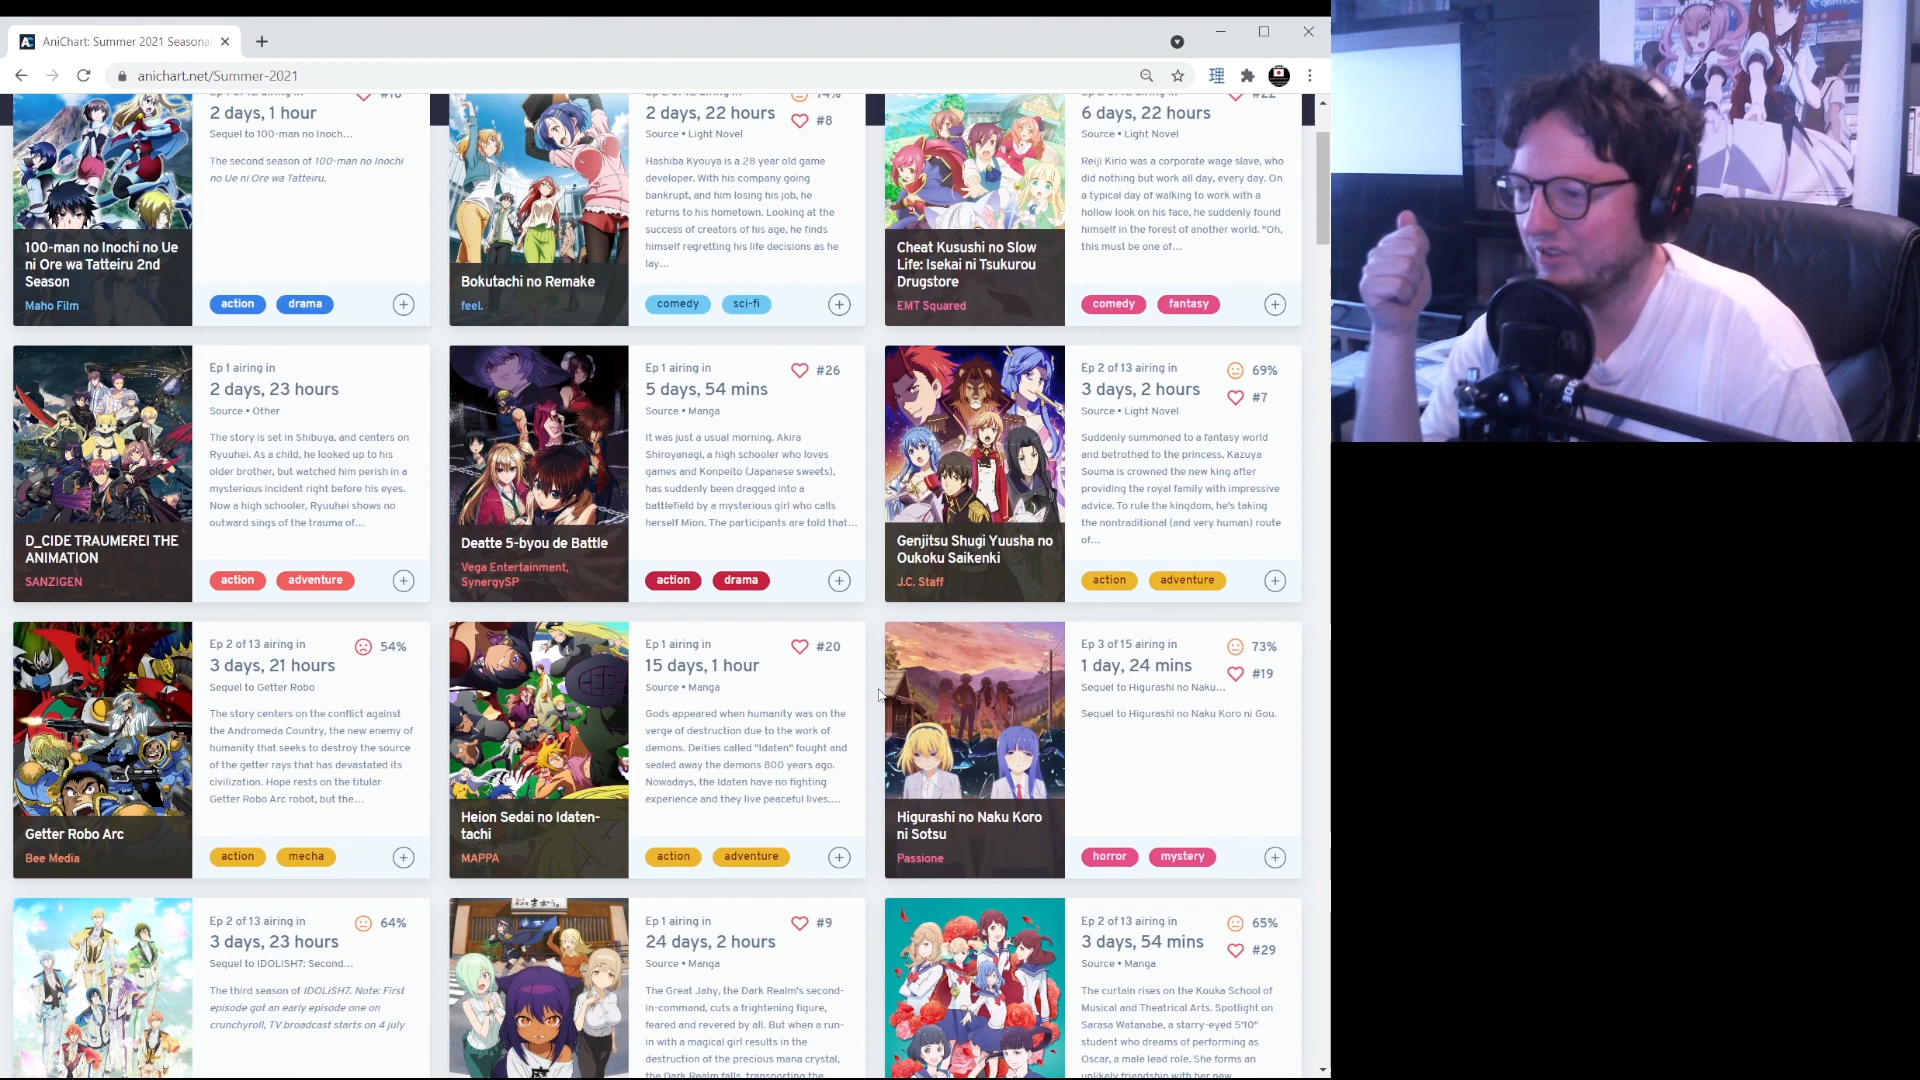 AniChart: Summer 2021 Seasonal
anichart.net/Summer-2021
2 days, 1 hour
Sequel to 100-man no Inoch...
The second season of 100-man no Inochi
no Ue ni Ore wa Tatteiru.
100-man no Inochi no Ue
ni Ore wa Tatteiru 2nd
Season
Maho Film
action drama
2 days, 22 hours
#8
Source • Light Novel
Hashiba Kyouya is a 28 year old game
developer. With his company going
bankrupt, and him losing his job, he
returns to his hometown. Looking at the
success of creators of his age, he finds
himself regretting his life decisions as he
lay...
Bokutachi no Remake
feel.
comedy sci-fi
6 days, 22 hours
Source • Light Novel
Reiji Kirio was a corporate wage slave, who
did nothing but work all day, every day. On
a typical day of walking to work with a
hollow look on his face, he suddenly found
himself in the forest of another world. "Oh,
this must be one of...
Cheat Kusushi no Slow
Life: Isekai ni Tsukurou
Drugstore
EMT Squared
comedy fantasy
Ep 1 airing in
2 days, 23 hours
Source • Other
The story is set in Shibuya, and centers on
Ryuuhei. As a child, he looked up to his
older brother, but watched him perish in a
mysterious incident right before his eyes.
Now a high schooler, Ryuuhei shows no
outward sings of the trauma of...
D_CIDE TRAUMEREI THE
ANIMATION
SANZIGEN
action adventure
Ep 1 airing in
#26
5 days, 54 mins
Source • Manga
It was just a usual morning. Akira
Shiroyanagi, a high schooler who loves
games and Konpeito (Japanese sweets),
has suddenly been dragged into a
battlefield by a mysterious girl who calls
herself Mion. The participants are told that...
Deatte 5-byou de Battle
Vega Entertainment,
SynergySP
action drama
Ep 2 of 13 airing in
69%
3 days, 2 hours
#7
Source • Light Novel
Suddenly summoned to a fantasy world
and betrothed to the princess, Kazuya
Souma is crowned the new king after
providing the royal family with impressive
advice. To rule the kingdom, he's taking
the nontraditional (and very human) route
of...
Genjitsu Shugi Yuusha no
Oukoku Saikenki
J.C. Staff
action adventure
Ep 2 of 13 airing in
54%
3 days, 21 hours
Sequel to Getter Robo
The story centers on the conflict against
the Andromeda Country, the new enemy of
humanity that seeks to destroy the source
of the getter rays that has devastated its
civilization. Hope rests on the titular
Getter Robo Arc robot, but the...
Getter Robo Arc
Bee Media
action mecha
Ep 1 airing in
#20
15 days, 1 hour
Source • Manga
Gods appeared when humanity was on the
verge of destruction due to the work of
demons. Deities called "Idaten" fought and
sealed away the demons 800 years ago.
Nowadays, the Idaten have no fighting
experience and they live peaceful lives....
Heion Sedai no Idaten-
tachi
MAPPA
action adventure
Ep 3 of 15 airing in
73%
1 day, 24 mins
#19
Sequel to Higurashi no Naku...
Sequel to Higurashi no Naku Koro ni Gou.
Higurashi no Naku Koro
ni Sotsu
Passione
horror mystery
Ep 2 of 13 airing in
64%
3 days, 23 hours
Sequel to IDOLiSH7: Second...
The third season of IDOLiSH7. Note: First
episode got an early episode one on
crunchyroll, TV broadcast starts on 4 july
Ep 1 airing in
#9
24 days, 2 hours
Source • Manga
The Great Jahy, the Dark Realm's second-
in-command, cuts a frightening figure,
feared and revered by all. But when a run-
in with a magical girl results in the
destruction of the precious mana crystal,
the Dark Realm falls, transporting the
Ep 2 of 13 airing in
65%
3 days, 54 mins
#29
Source • Manga
The curtain rises on the Kouka School of
Musical and Theatrical Arts. Spotlight on
Sarasa Watanabe, a starry-eyed 5'10"
student who dreams of performing as
Oscar, a male lead role. She forms an
unlikely friendship with her new